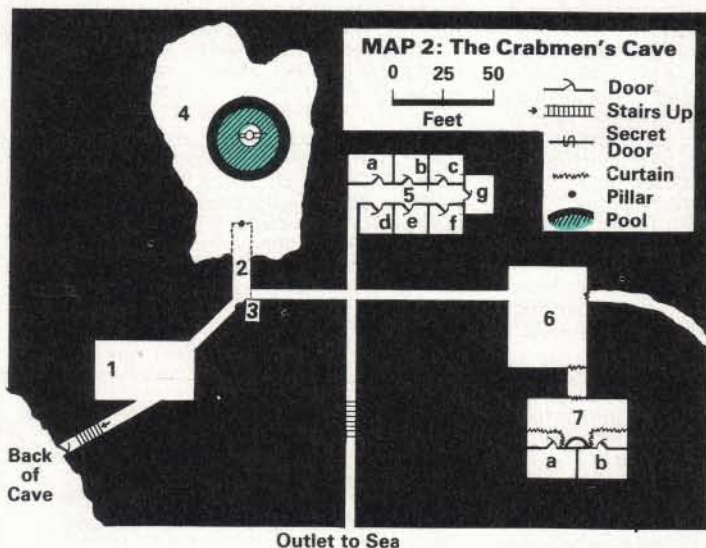 MAP 2: The Crabmen's Cave
0 25 50
Feet
Door
Stairs Up
Secret
Door
Curtain
Pillar
Pool
4
a b c
5
g
d e f
2
3
6
1
7
a b
Back
of
Cave
Outlet to Sea